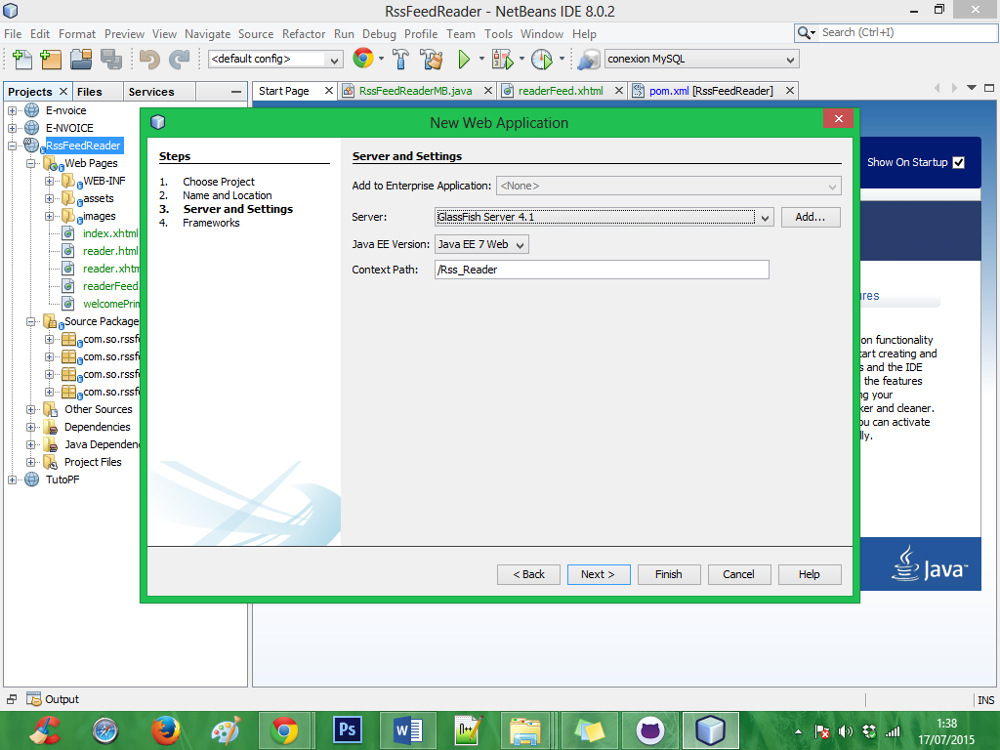 RssFeedReader - NetBeans IDE 8.0.2
File Edit Format Preview View Navigate Source Refactor Run Debug Profile Team Tools Window Help
Search (Ctrl+I)
<default config>
conexion MySQL
Projects Files Services
Start Page RssFeedReaderMB.java readerFeed.xhtml pom.xml [RssFeedReader]
E-nvoice
E-NVOICE
RssFeedReader
Web Pages
WEB-INF
assets
images
index.xhtml
reader.html
reader.xhtm
readerFeed.
welcomePrim
Source Package
com.so.rssfe
com.so.rssfe
com.so.rssfe
com.so.rssfe
Other Sources
Dependencies
Java Dependen
Project Files
TutoPF
New Web Application
Steps
1. Choose Project
2. Name and Location
3. Server and Settings
4. Frameworks
Server and Settings
Add to Enterprise Application: <None>
Server: GlassFish Server 4.1 Add...
Java EE Version: Java EE 7 Web
Context Path: /Rss_Reader
< Back Next > Finish Cancel Help
Show On Startup
ures
on functionality
tart creating and
s and the IDE
the features
ng your
ker and cleaner.
ou can activate
lly.
Java™
Output
INS
Ps
W
n++
1:38
17/07/2015